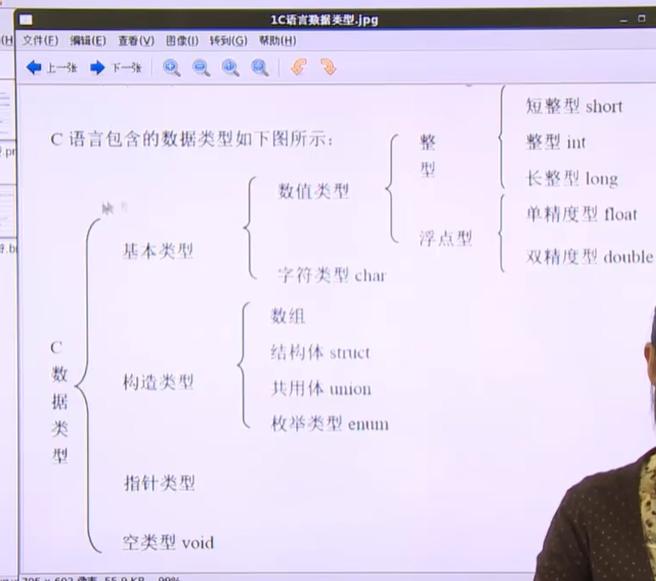 1C语言数据类型.jpg
文件(F) 编辑(E) 查看(V) 图像(I) 转到(G) 帮助(H)
上一张 下一张
C 语言包含的数据类型如下图所示：
短整型 short
整型
整型 int
长整型 long
数值类型
单精度型 float
浮点型
双精度型 double
基本类型
字符类型 char
数组
结构体 struct
C数据类型
构造类型
共用体 union
枚举类型 enum
指针类型
空类型 void